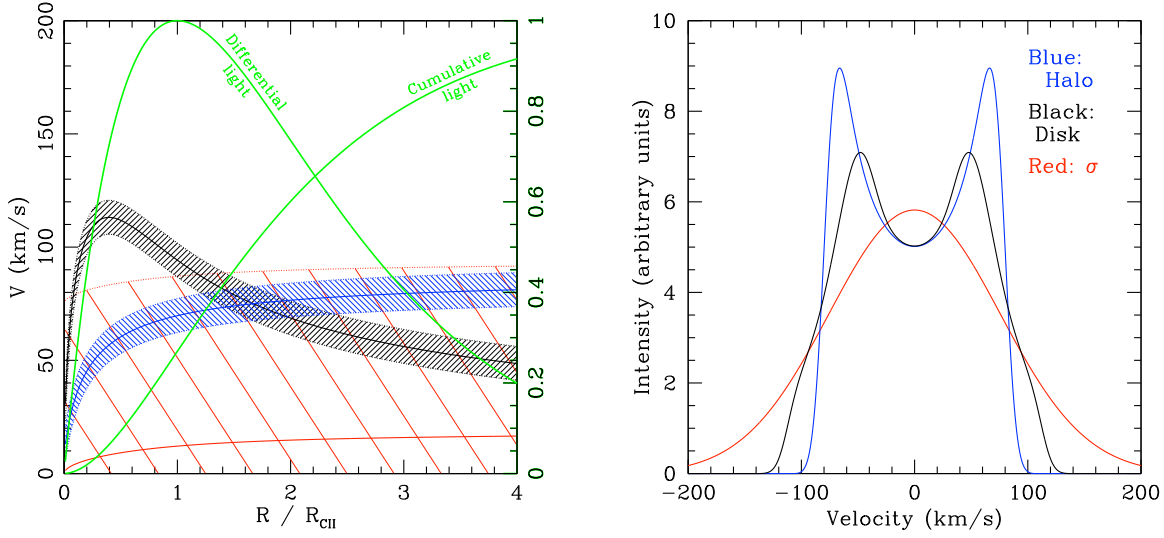 200
150
100
50
0
V (km/s)
0
1
2
3
4
R / R_CII
1
0.8
0.6
0.4
0.2
0
Differential
light
Cumulative
light
10
8
6
4
2
0
Intensity (arbitrary units)
−200
−100
0
100
200
Velocity (km/s)
Blue:
Halo
Black:
Disk
Red: σ